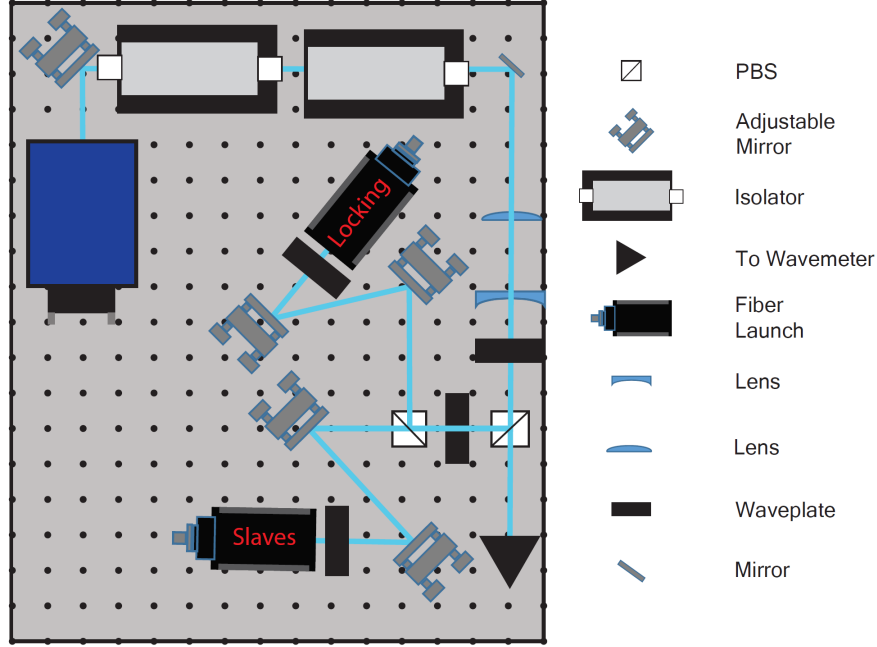 PBS
Adjustable
Mirror
Isolator
To Wavemeter
Fiber
Launch
Lens
Lens
Waveplate
Mirror
Locking
Slaves